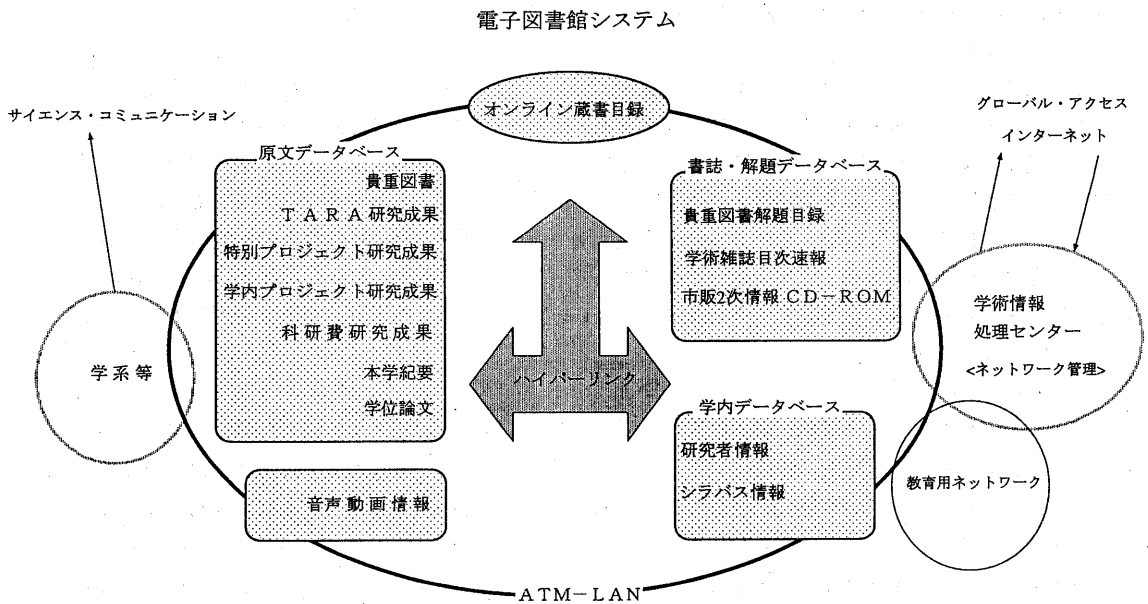 電子図書館システム
オンライン蔵書目録
サイエンス・コミュニケーション
グローバル・アクセス
インターネット
原文データベース
貴重図書
ＴＡＲＡ研究成果
特別プロジェクト研究成果
学内プロジェクト研究成果
科研費研究成果
本学紀要
学位論文
書誌・解題データベース
貴重図書解題目録
学術雑誌目次速報
市販2次情報ＣＤ－ＲＯＭ
学術情報
処理センター
<ネットワーク管理>
学系等
ハイパーリンク
学内データベース
研究者情報
シラバス情報
教育用ネットワーク
音声動画情報
ＡＴＭ－ＬＡＮ